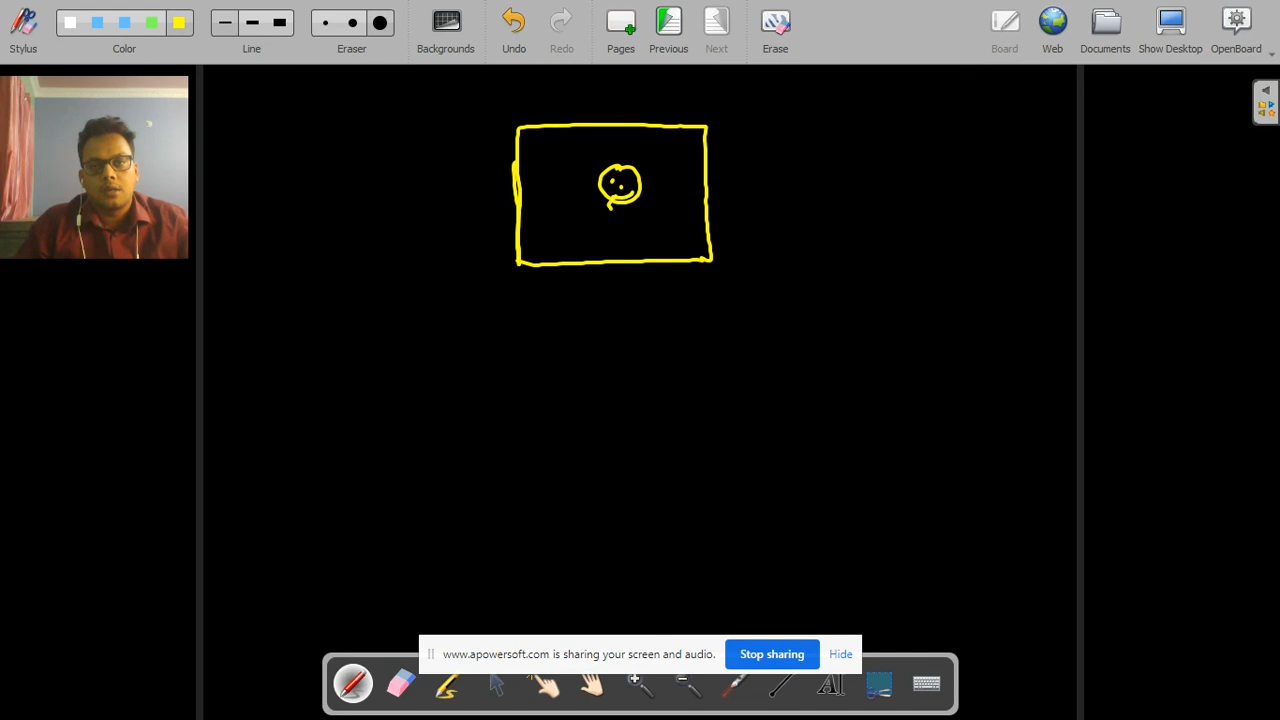 Stylus
Color
Line
Eraser
Backgrounds
Undo
Redo
Pages
Previous
Next
Erase
Board
Web
Documents
Show Desktop
OpenBoard
www.apowersoft.com is sharing your screen and audio.
Stop sharing
Hide
AI